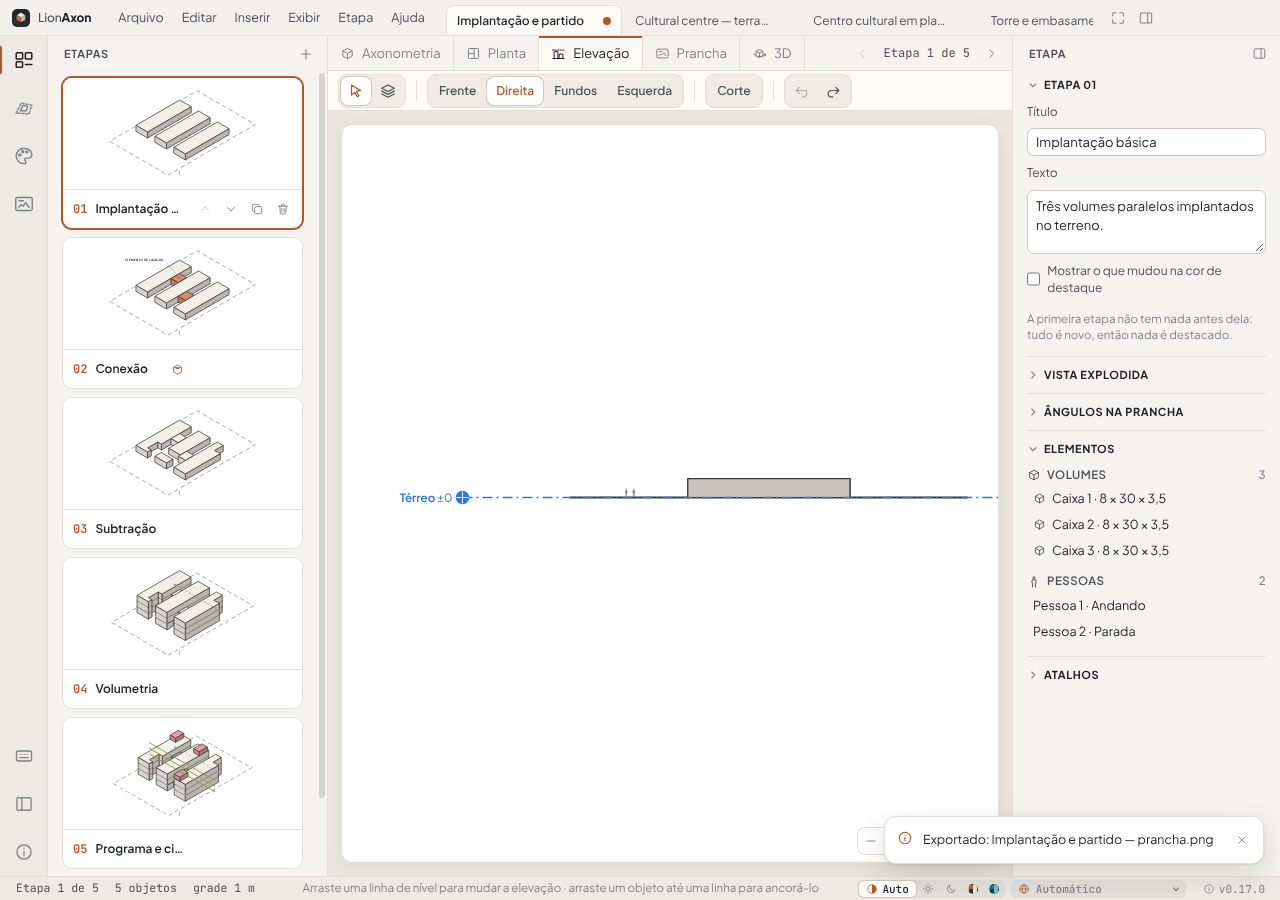 LionAxon
Arquivo
Editar
Inserir
Exibir
Etapa
Ajuda
Implantação e partido
Cultural centre — terra…
Centro cultural em pla…
Torre e embasame
ETAPAS
Axonometria
Planta
Elevação
Prancha
3D
Etapa 1 de 5
ETAPA
Frente
Direita
Fundos
Esquerda
Corte
01 Implantação …
02 Conexão
03 Subtração
04 Volumetria
05 Programa e ci…
Térreo ±0
ETAPA 01
Título
Implantação básica
Texto
Três volumes paralelos implantados
no terreno.
Mostrar o que mudou na cor de
destaque
A primeira etapa não tem nada antes dela:
tudo é novo, então nada é destacado.
VISTA EXPLODIDA
ÂNGULOS NA PRANCHA
ELEMENTOS
VOLUMES 3
Caixa 1 · 8 × 30 × 3,5
Caixa 2 · 8 × 30 × 3,5
Caixa 3 · 8 × 30 × 3,5
PESSOAS 2
Pessoa 1 · Andando
Pessoa 2 · Parada
ATALHOS
Exportado: Implantação e partido — prancha.png
Etapa 1 de 5
5 objetos
grade 1 m
Arraste uma linha de nível para mudar a elevação · arraste um objeto até uma linha para ancorá-lo
Auto
Automático
v0.17.0